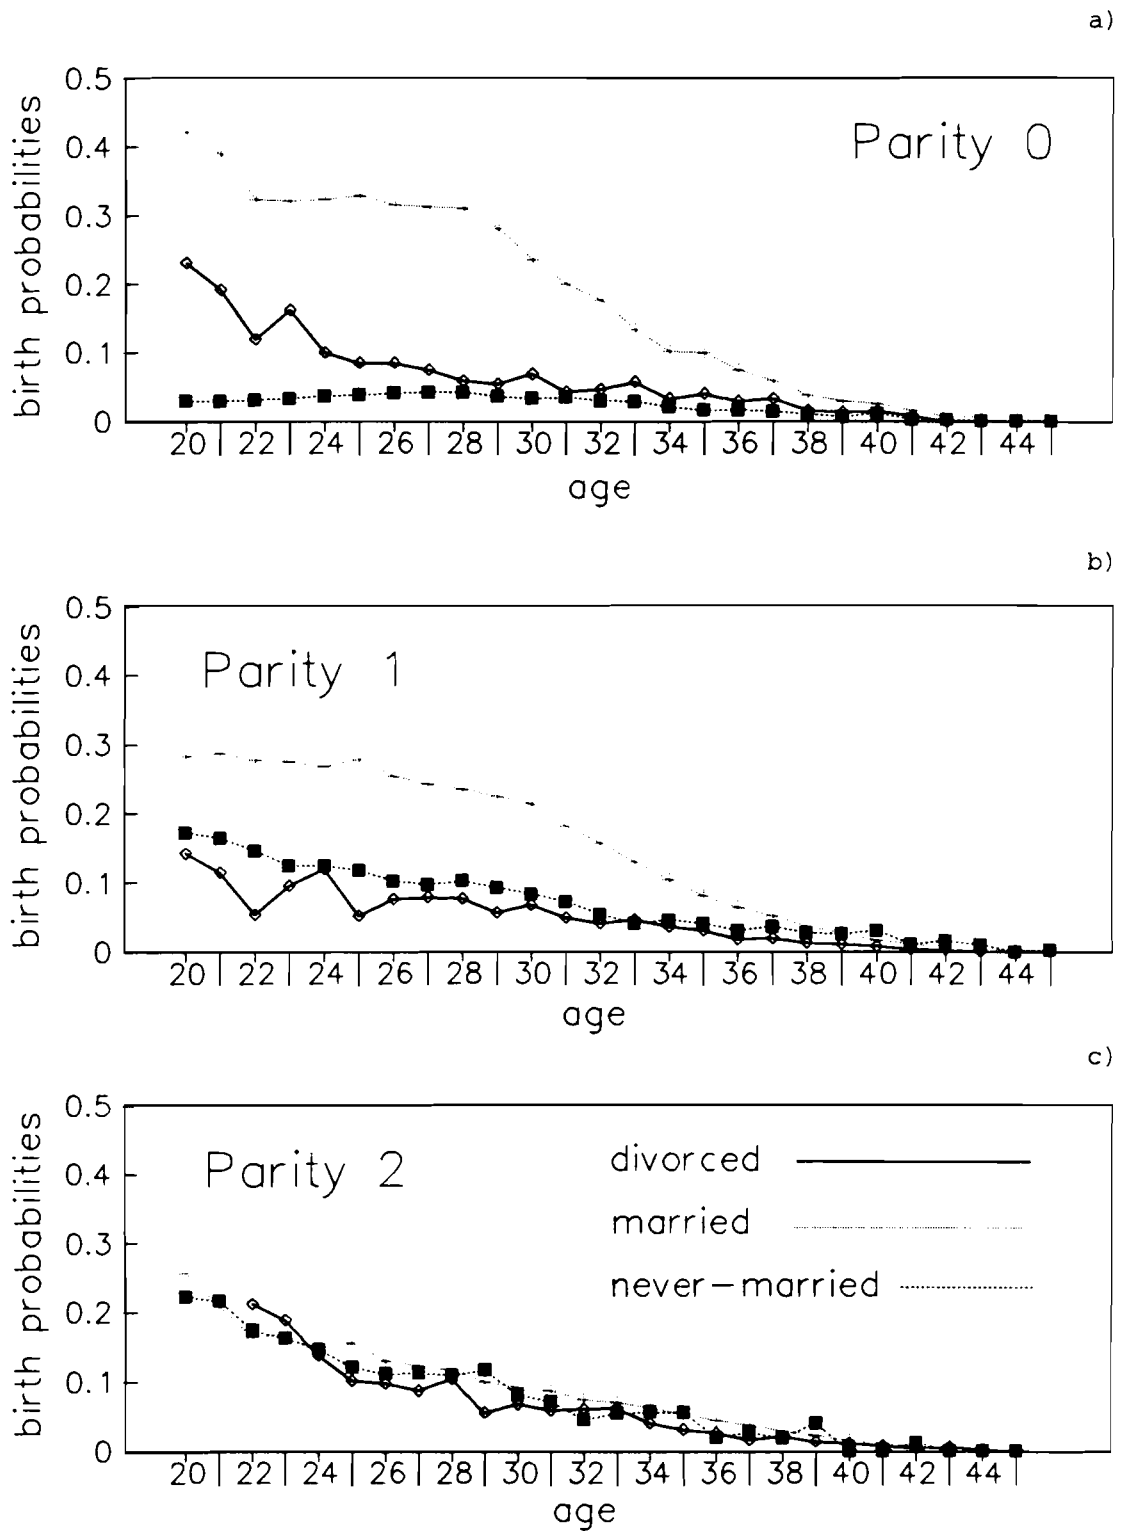 a)
0.5
0.4
0.3
0.2
0.1
0
birth probabilities
Parity 0
20 | 22 | 24 | 26 | 28 | 30 | 32 | 34 | 36 | 38 | 40 | 42 | 44 |
age
b)
0.5
0.4
0.3
0.2
0.1
0
birth probabilities
Parity 1
20 | 22 | 24 | 26 | 28 | 30 | 32 | 34 | 36 | 38 | 40 | 42 | 44 |
age
c)
0.5
0.4
0.3
0.2
0.1
0
birth probabilities
Parity 2
divorced
married
never-married
20 | 22 | 24 | 26 | 28 | 30 | 32 | 34 | 36 | 38 | 40 | 42 | 44 |
age